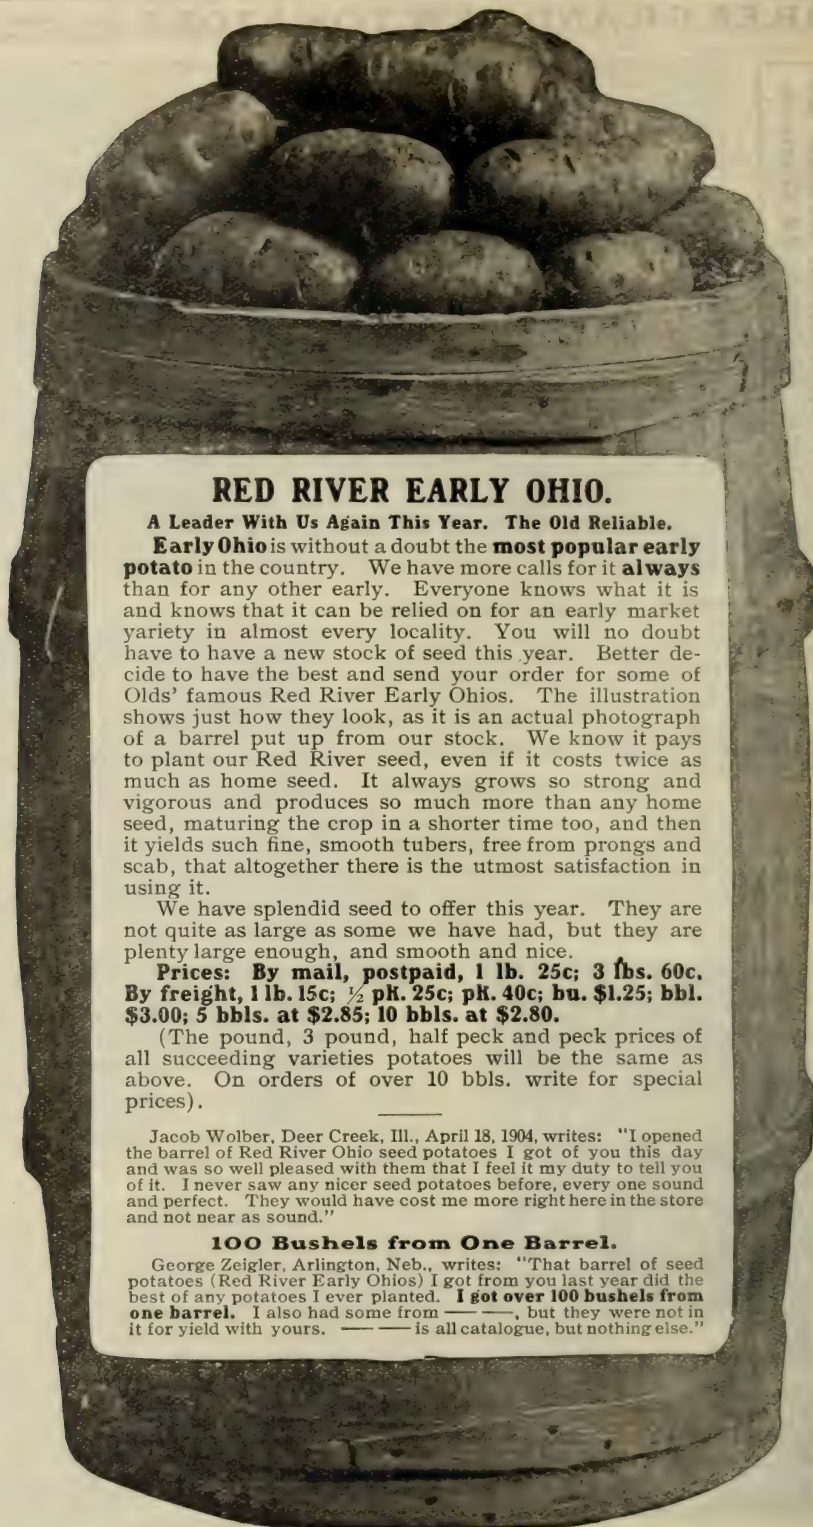 RED RIVER EARLY OHIO.
A Leader With Us Again This Year. The Old Reliable.
Early Ohio is without a doubt the most popular early
potato in the country. We have more calls for it always
than for any other early. Everyone knows what it is
and knows that it can be relied on for an early market
variety in almost every locality. You will no doubt
have to have a new stock of seed this year. Better de-
cide to have the best and send your order for some of
Olds' famous Red River Early Ohios. The illustration
shows just how they look, as it is an actual photograph
of a barrel put up from our stock. We know it pays
to plant our Red River seed, even if it costs twice as
much as home seed. It always grows so strong and
vigorous and produces so much more than any home
seed, maturing the crop in a shorter time too, and then
it yields such fine, smooth tubers, free from prongs and
scab, that altogether there is the utmost satisfaction in
using it.
We have splendid seed to offer this year. They are
not quite as large as some we have had, but they are
plenty large enough, and smooth and nice.
Prices: By mail, postpaid, 1 lb. 25c; 3 lbs. 60c.
By freight, 1 lb. 15c; ½ pk. 25c; pk. 40c; bu. $1.25; bbl.
$3.00; 5 bbls. at $2.85; 10 bbls. at $2.80.
(The pound, 3 pound, half peck and peck prices of
all succeeding varieties potatoes will be the same as
above. On orders of over 10 bbls. write for special
prices).
Jacob Wolber, Deer Creek, Ill., April 18, 1904, writes: "I opened
the barrel of Red River Ohio seed potatoes I got of you this day
and was so well pleased with them that I feel it my duty to tell you
of it. I never saw any nicer seed potatoes before, every one sound
and perfect. They would have cost me more right here in the store
and not near as sound."
100 Bushels from One Barrel.
George Zeigler, Arlington, Neb., writes: "That barrel of seed
potatoes (Red River Early Ohios) I got from you last year did the
best of any potatoes I ever planted. I got over 100 bushels from
one barrel. I also had some from — —, but they were not in
it for yield with yours. — — is all catalogue, but nothing else."